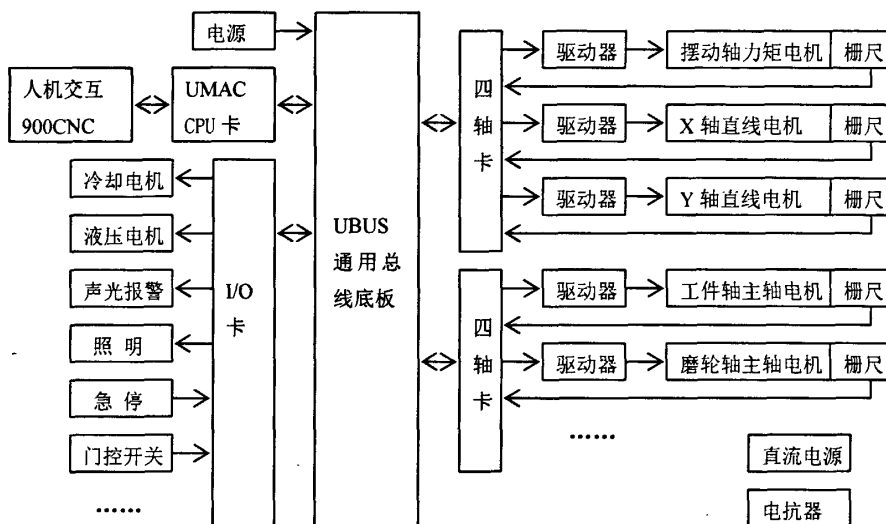 电源
人机交互
900CNC
UMAC
CPU 卡
冷却电机
液压电机
声光报警
照 明
急 停
门控开关
……
I/O
卡
UBUS
通用总
线底板
四
轴
卡
驱动器
摆动轴力矩电机
栅尺
驱动器
X 轴直线电机
栅尺
驱动器
Y 轴直线电机
栅尺
四
轴
卡
驱动器
工件轴主轴电机
栅尺
驱动器
磨轮轴主轴电机
栅尺
……
直流电源
电抗器